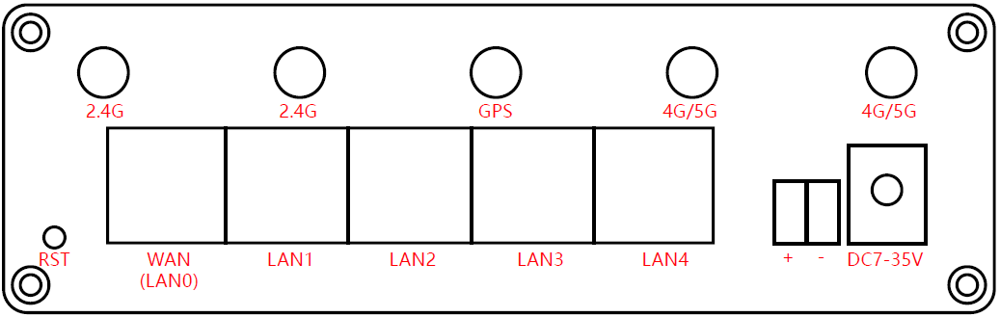 2.4G
2.4G
GPS
4G/5G
4G/5G
RST
WAN
(LAN0)
LAN1
LAN2
LAN3
LAN4
+
-
DC7-35V